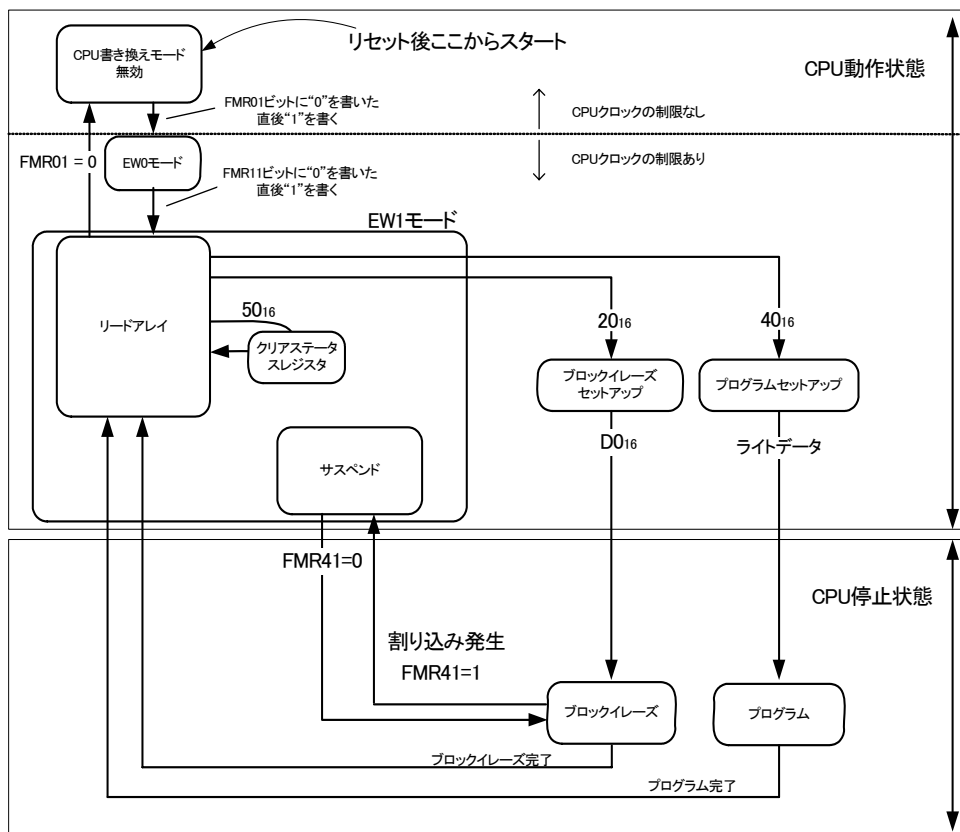 リセット後ここからスタート
CPU書き換えモード
無効
CPU動作状態
FMR01ビットに“0”を書いた
直後“1”を書く
CPUクロックの制限なし
FMR01 = 0
EW0モード
CPUクロックの制限あり
FMR11ビットに“0”を書いた
直後“1”を書く
EW1モード
リードアレイ
5016
クリアステータ
スレジスタ
2016
4016
ブロックイレーズ
セットアップ
プログラムセットアップ
D016
ライトデータ
サスペンド
FMR41=0
CPU停止状態
割り込み発生
FMR41=1
ブロックイレーズ
プログラム
ブロックイレーズ完了
プログラム完了